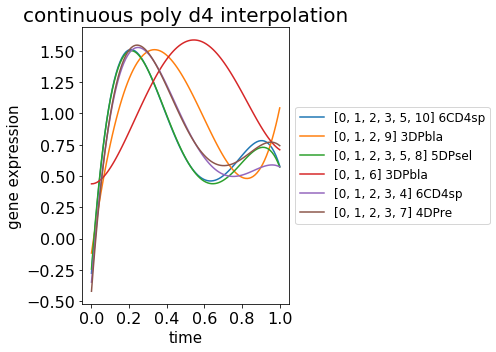 continuous poly d4 interpolation
gene expression
1.50
1.25
1.00
0.75
0.50
0.25
0.00
−0.25
−0.50
0.0 0.2 0.4 0.6 0.8 1.0
time
[0, 1, 2, 3, 5, 10] 6CD4sp
[0, 1, 2, 9] 3DPbla
[0, 1, 2, 3, 5, 8] 5DPsel
[0, 1, 6] 3DPbla
[0, 1, 2, 3, 4] 6CD4sp
[0, 1, 2, 3, 7] 4DPre